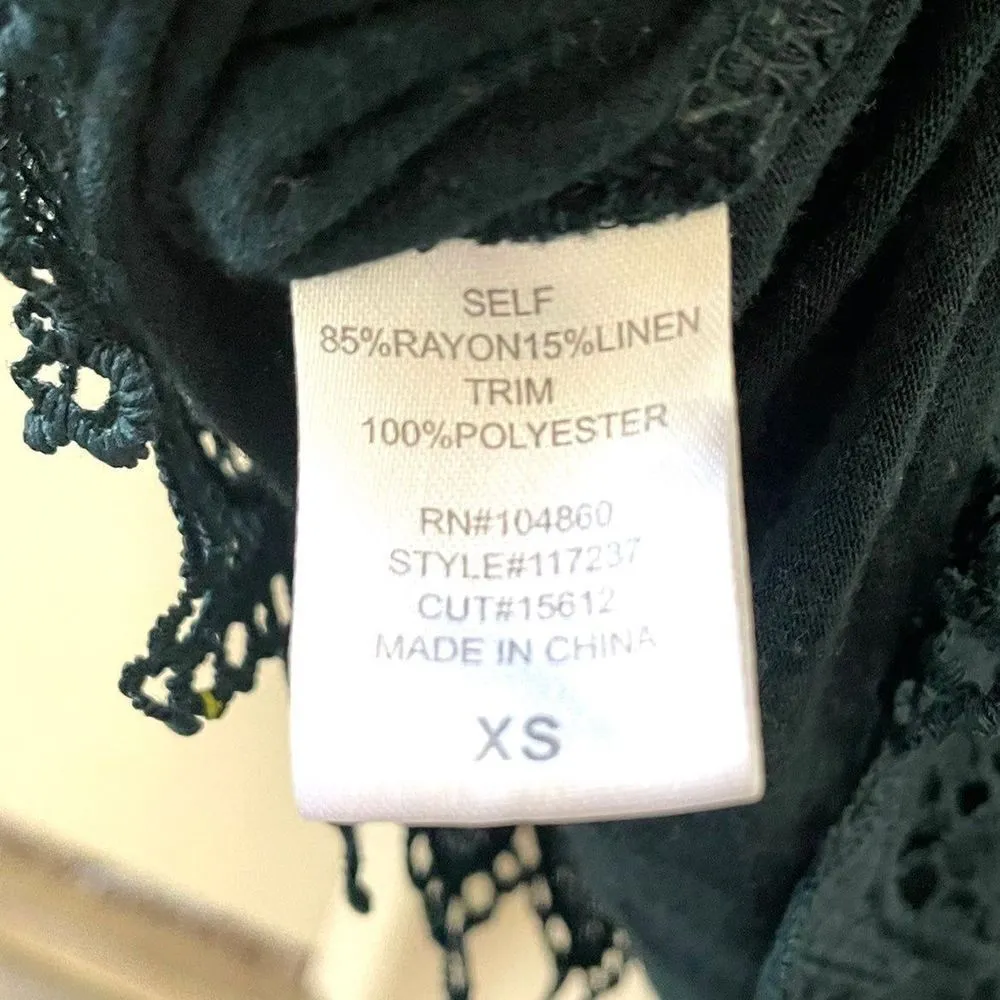 SELF
85%RAYON15%LINEN
TRIM
100%POLYESTER
RN#104860
STYLE#117237
CUT#15612
MADE IN CHINA
XS